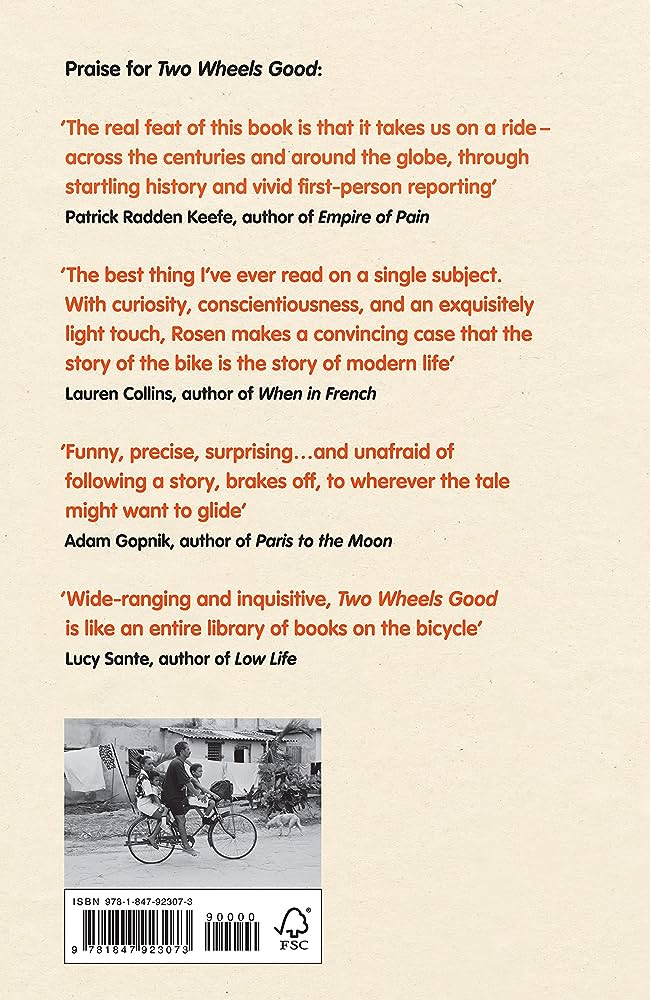 Praise for Two Wheels Good:
‘The real feat of this book is that it takes us on a ride –
across the centuries and around the globe, through
startling history and vivid first-person reporting’
Patrick Radden Keefe, author of Empire of Pain
‘The best thing I’ve ever read on a single subject.
With curiosity, conscientiousness, and an exquisitely
light touch, Rosen makes a convincing case that the
story of the bike is the story of modern life’
Lauren Collins, author of When in French
‘Funny, precise, surprising…and unafraid of
following a story, brakes off, to wherever the tale
might want to glide’
Adam Gopnik, author of Paris to the Moon
‘Wide-ranging and inquisitive, Two Wheels Good
is like an entire library of books on the bicycle’
Lucy Sante, author of Low Life
ISBN 978-1-847-92307-3
90000
9 781847 923073
FSC®